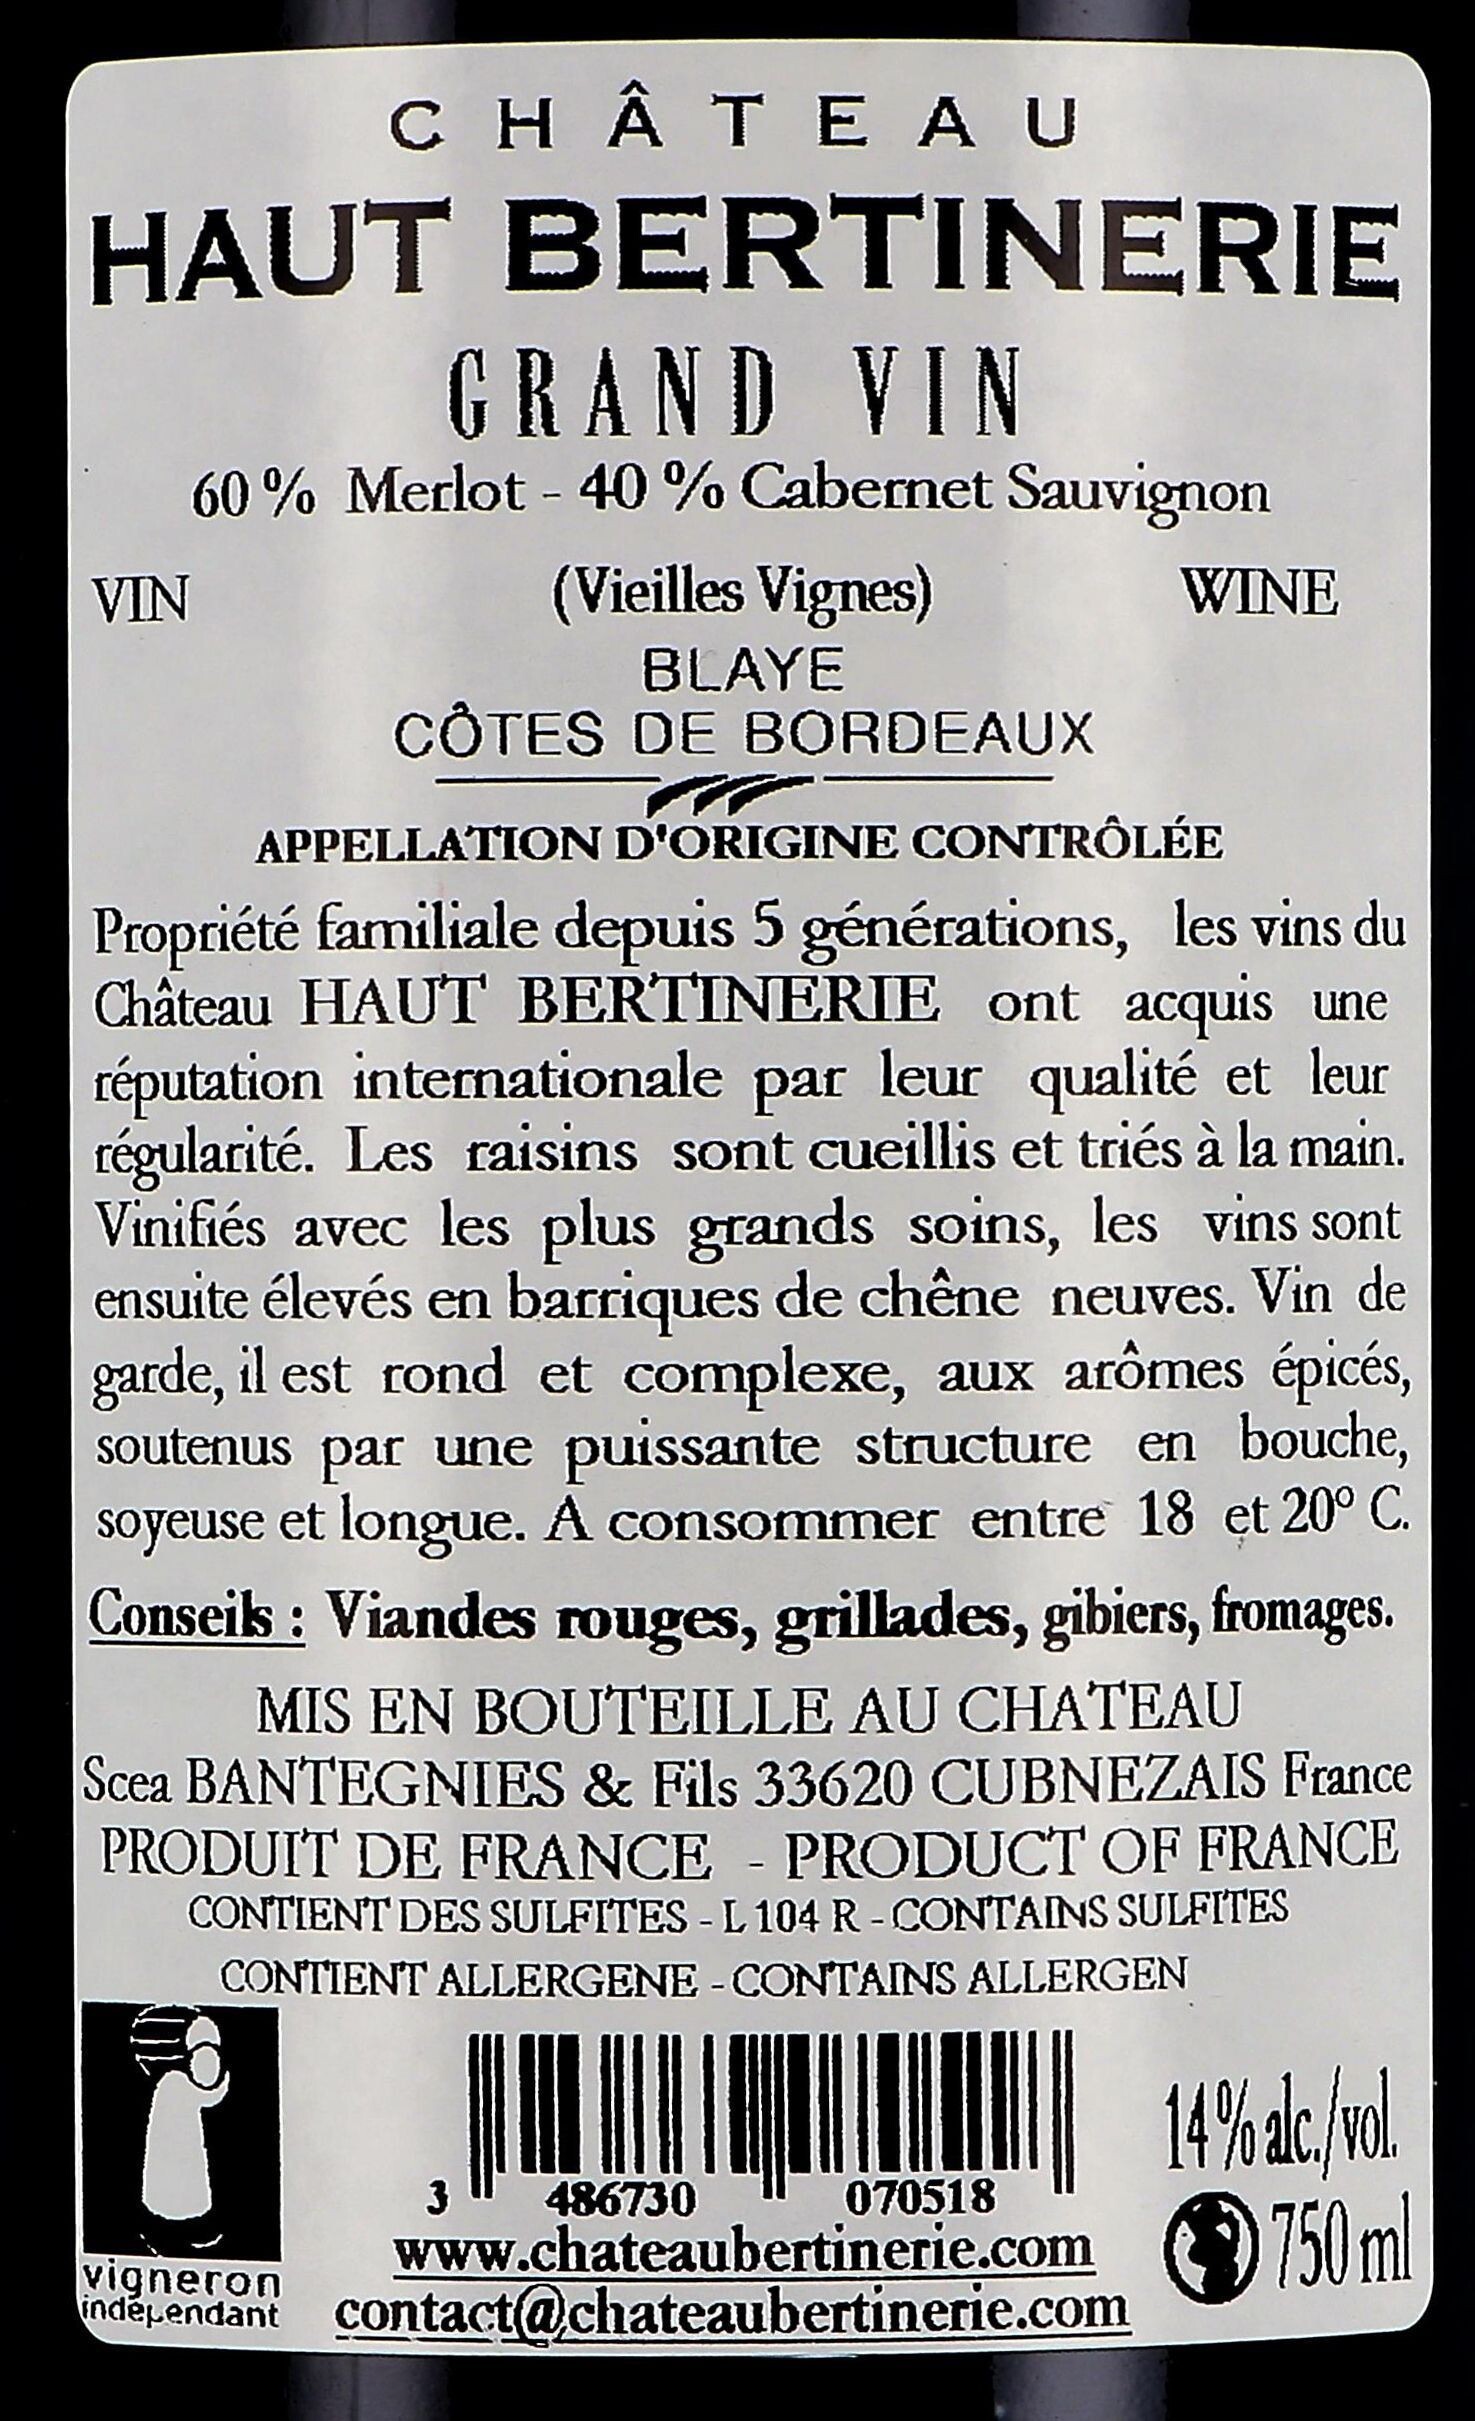 CHÂTEAU
HAUT BERTINERIE
GRAND VIN
60 % Merlot - 40 % Cabernet Sauvignon
VIN (Vieilles Vignes) WINE
BLAYE
CÔTES DE BORDEAUX
APPELLATION D'ORIGINE CONTRÔLÉE
Propriété familiale depuis 5 générations, les vins du
Château HAUT BERTINERIE ont acquis une
réputation internationale par leur qualité et leur
régularité. Les raisins sont cueillis et triés à la main.
Vinifiés avec les plus grands soins, les vins sont
ensuite élevés en barriques de chêne neuves. Vin de
garde, il est rond et complexe, aux arômes épicés,
soutenus par une puissante structure en bouche,
soyeuse et longue. A consommer entre 18 et 20° C.
Conseils : Viandes rouges, grillades, gibiers, fromages.
MIS EN BOUTEILLE AU CHATEAU
Scea BANTEGNIES & Fils 33620 CUBNEZAIS France
PRODUIT DE FRANCE - PRODUCT OF FRANCE
CONTIENT DES SULFITES - L 104 R - CONTAINS SULFITES
CONTIENT ALLERGENE - CONTAINS ALLERGEN
14% alc./vol.
3 486730 070518
750 ml
www.chateaubertinerie.com
contact@chateaubertinerie.com
vigneron
indépendant